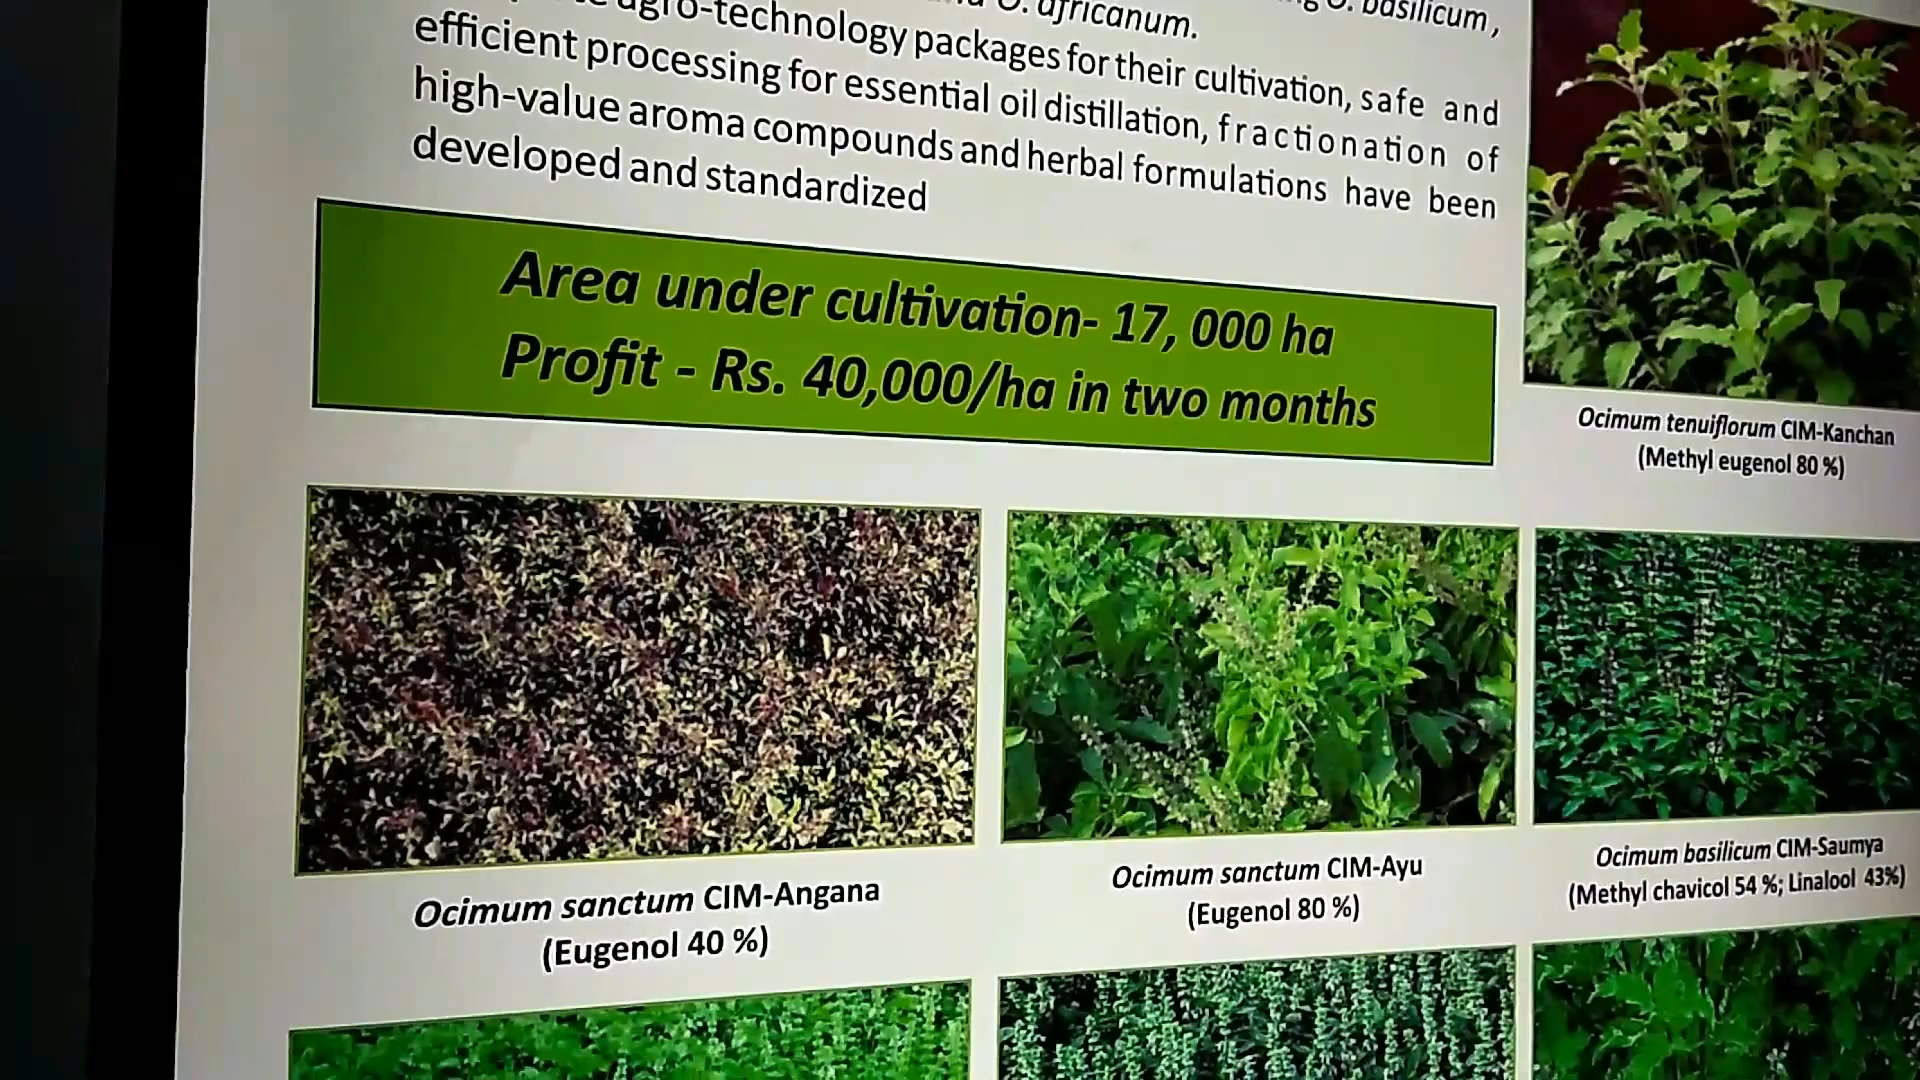 O. basilicum,
O. africanum.
agro-technology packages for their cultivation, safe and
efficient processing for essential oil distillation, fractionation of
high-value aroma compounds and herbal formulations have been
developed and standardized
Area under cultivation- 17, 000 ha
Profit - Rs. 40,000/ha in two months
Ocimum tenuiflorum CIM-Kanchan
(Methyl eugenol 80 %)
Ocimum sanctum CIM-Angana
(Eugenol 40 %)
Ocimum sanctum CIM-Ayu
(Eugenol 80 %)
Ocimum basilicum CIM-Saumya
(Methyl chavicol 54 %; Linalool 43%)